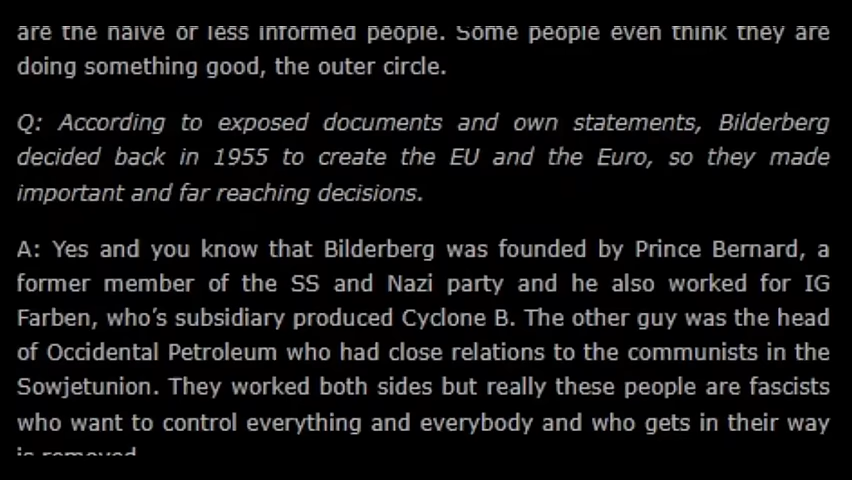 are the naive or less informed people. Some people even think they are
doing something good, the outer circle.
Q: According to exposed documents and own statements, Bilderberg
decided back in 1955 to create the EU and the Euro, so they made
important and far reaching decisions.
A: Yes and you know that Bilderberg was founded by Prince Bernard, a
former member of the SS and Nazi party and he also worked for IG
Farben, who's subsidiary produced Cyclone B. The other guy was the head
of Occidental Petroleum who had close relations to the communists in the
Sowjetunion. They worked both sides but really these people are fascists
who want to control everything and everybody and who gets in their way
is removed